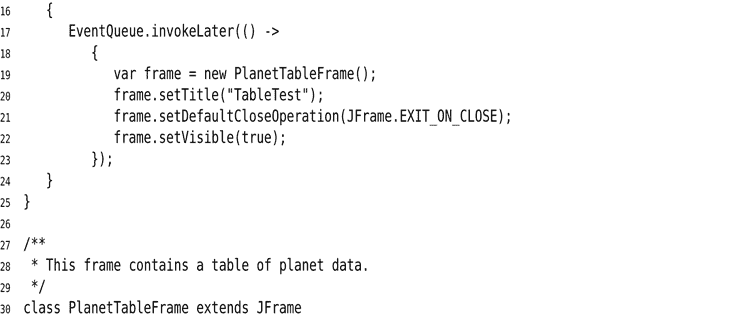 16    {
17       EventQueue.invokeLater(() ->
18          {
19             var frame = new PlanetTableFrame();
20             frame.setTitle("TableTest");
21             frame.setDefaultCloseOperation(JFrame.EXIT_ON_CLOSE);
22             frame.setVisible(true);
23          });
24    }
25 }
26
27 /**
28  * This frame contains a table of planet data.
29  */
30 class PlanetTableFrame extends JFrame